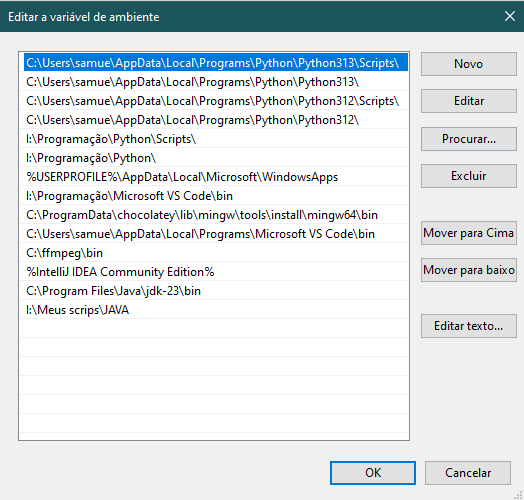 Editar a variável de ambiente
C:\Users\samue\AppData\Local\Programs\Python\Python313\Scripts\
C:\Users\samue\AppData\Local\Programs\Python\Python313\
C:\Users\samue\AppData\Local\Programs\Python\Python312\Scripts\
C:\Users\samue\AppData\Local\Programs\Python\Python312\
I:\Programação\Python\Scripts\
I:\Programação\Python\
%USERPROFILE%\AppData\Local\Microsoft\WindowsApps
I:\Programação\Microsoft VS Code\bin
C:\ProgramData\chocolatey\lib\mingw\tools\install\mingw64\bin
C:\Users\samue\AppData\Local\Programs\Microsoft VS Code\bin
C:\ffmpeg\bin
%IntelliJ IDEA Community Edition%
C:\Program Files\Java\jdk-23\bin
I:\Meus scrips\JAVA
Novo
Editar
Procurar...
Excluir
Mover para Cima
Mover para baixo
Editar texto...
OK
Cancelar